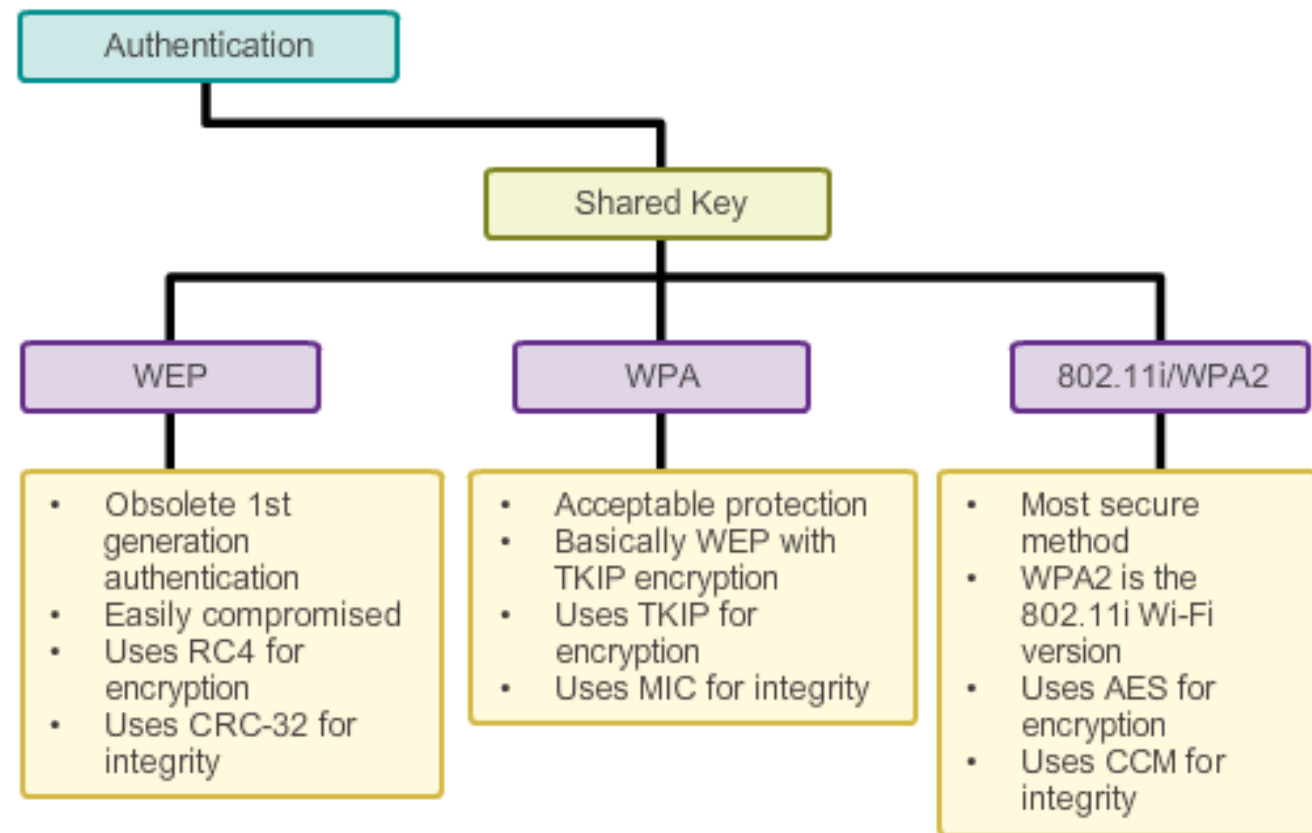 Authentication
Shared Key
WEP
WPA
802.11i/WPA2
• Obsolete 1st
generation
authentication
• Easily compromised
• Uses RC4 for
encryption
• Uses CRC-32 for
integrity
• Acceptable protection
• Basically WEP with
TKIP encryption
• Uses TKIP for
encryption
• Uses MIC for integrity
• Most secure
method
• WPA2 is the
802.11i Wi-Fi
version
• Uses AES for
encryption
• Uses CCM for
integrity